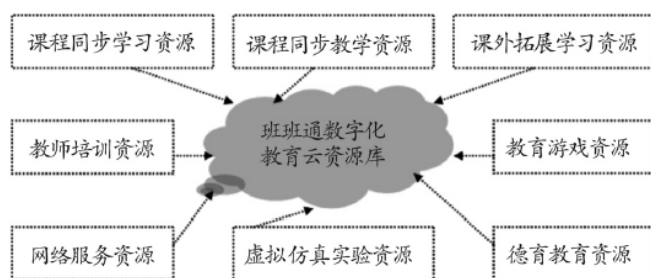 课程同步学习资源
课程同步教学资源
课外拓展学习资源
班班通数字化
教育云资源库
教师培训资源
教育游戏资源
网络服务资源
虚拟仿真实验资源
德育教育资源